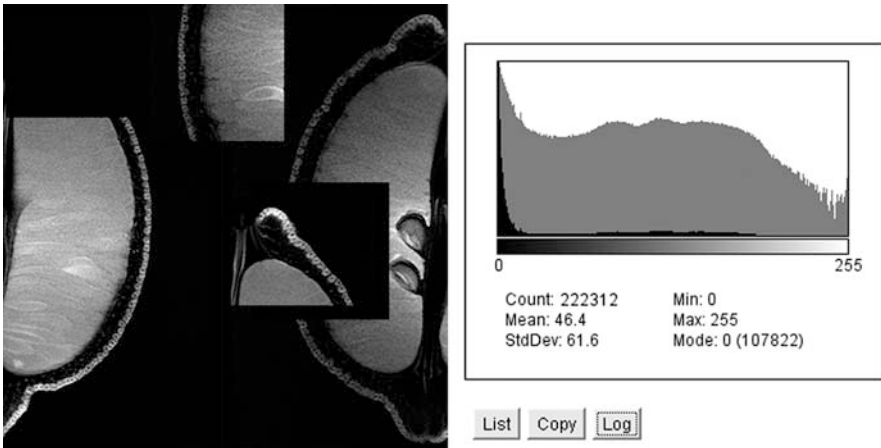 0 255
Count: 222312 Min: 0
Mean: 46.4 Max: 255
StdDev: 61.6 Mode: 0 (107822)
List Copy Log